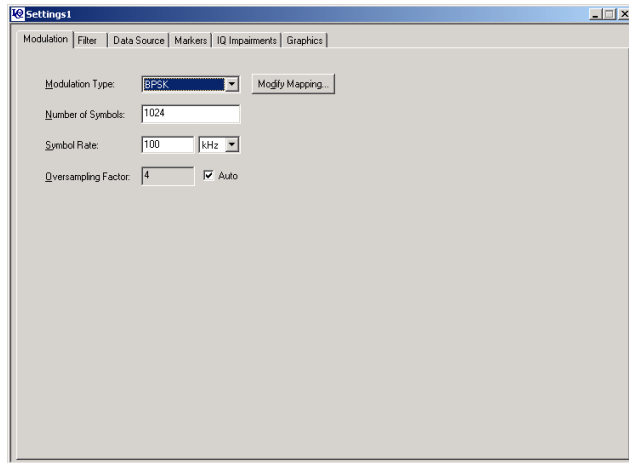 IQ Settings1
Modulation Filter Data Source Markers IQ Impairments Graphics
Modulation Type: BPSK Modify Mapping...
Number of Symbols: 1024
Symbol Rate: 100 kHz
Oversampling Factor: 4 Auto